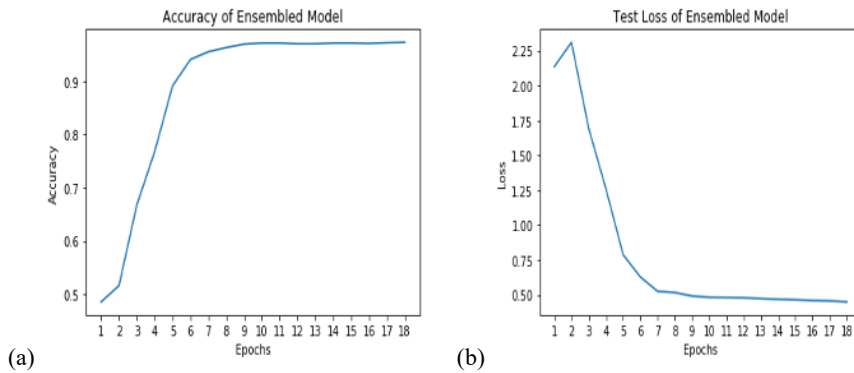 Accuracy of Ensembled Model
0.9
0.8
0.7
0.6
0.5
Accuracy
1 2 3 4 5 6 7 8 9 10 11 12 13 14 15 16 17 18
Epochs
(a)
Test Loss of Ensembled Model
2.25
2.00
1.75
1.50
1.25
1.00
0.75
0.50
Loss
1 2 3 4 5 6 7 8 9 10 11 12 13 14 15 16 17 18
Epochs
(b)